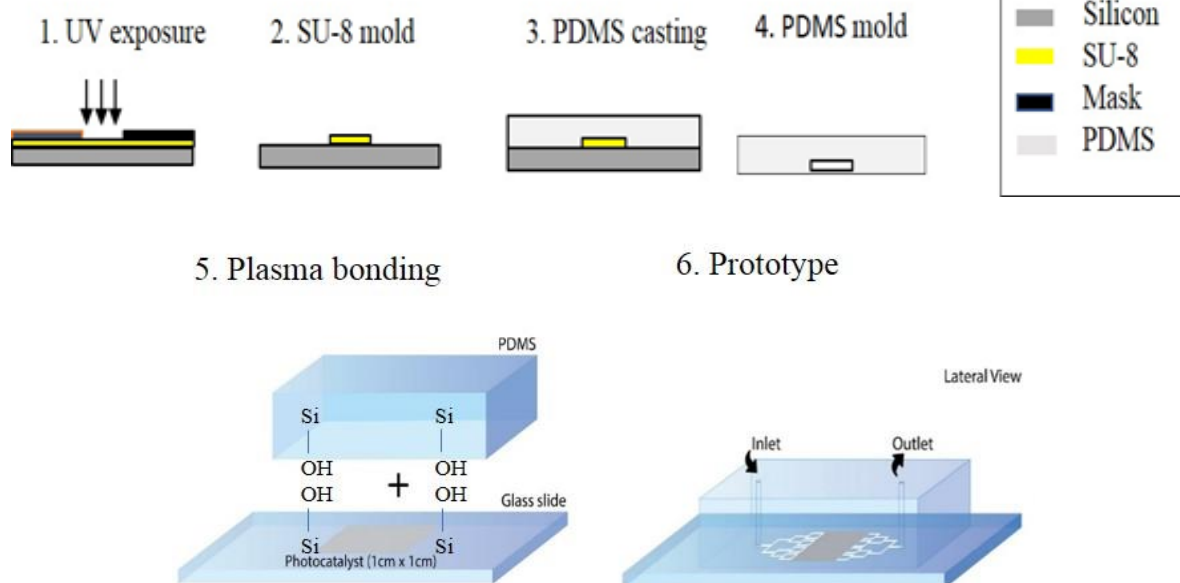 1. UV exposure
2. SU-8 mold
3. PDMS casting
4. PDMS mold
Silicon
SU-8
Mask
PDMS
5. Plasma bonding
6. Prototype
PDMS
Si Si
OH OH
+
OH OH
Glass slide
Si Si
Photocatalyst (1cm x 1cm)
Lateral View
Inlet
Outlet